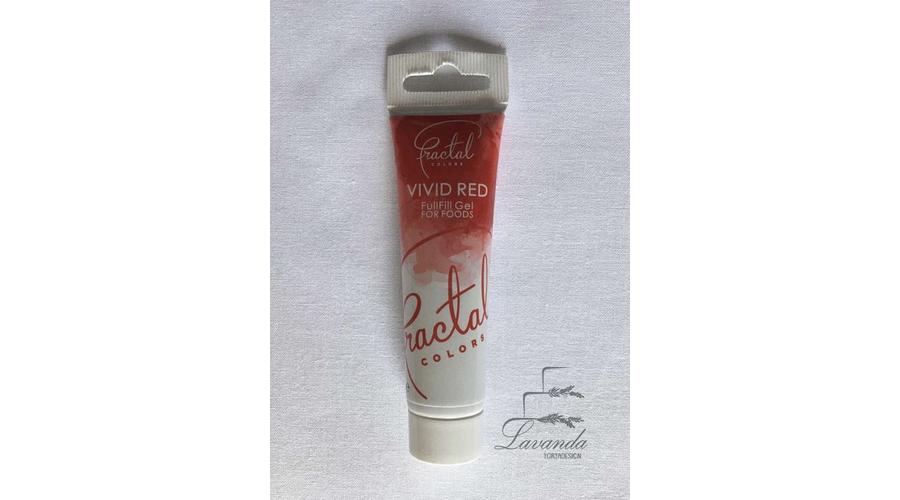 fractal
COLORS
VIVID RED
FullFill Gel
FOR FOODS
fractal
COLORS
Lavanda
TORTADESIGN